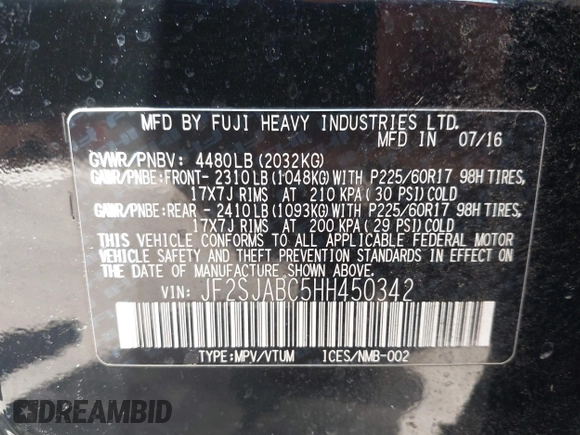 MFD BY FUJI HEAVY INDUSTRIES LTD.
MFD IN 07/16
GVWR/PNBV: 4480LB(2032KG)
GAWR/PNBE:FRONT- 2310LB(1048KG)WITH P225/60R17 98H TIRES,
17X7J RIMS AT 210 KPA(30 PSI)COLD
GAWR/PNBE:REAR - 2410LB(1093KG)WITH P225/60R17 98H TIRES,
17X7J RIMS AT 200 KPA(29 PSI)COLD
THIS VEHICLE CONFORMS TO ALL APPLICABLE FEDERAL MOTOR
VEHICLE SAFETY AND THEFT PREVENTION STANDARDS IN EFFECT ON
THE DATE OF MANUFACTURE SHOWN ABOVE.
VIN: JF2SJABC5HH450342
TYPE:MPV/VTUM ICES/NMB-002
DREAMBID